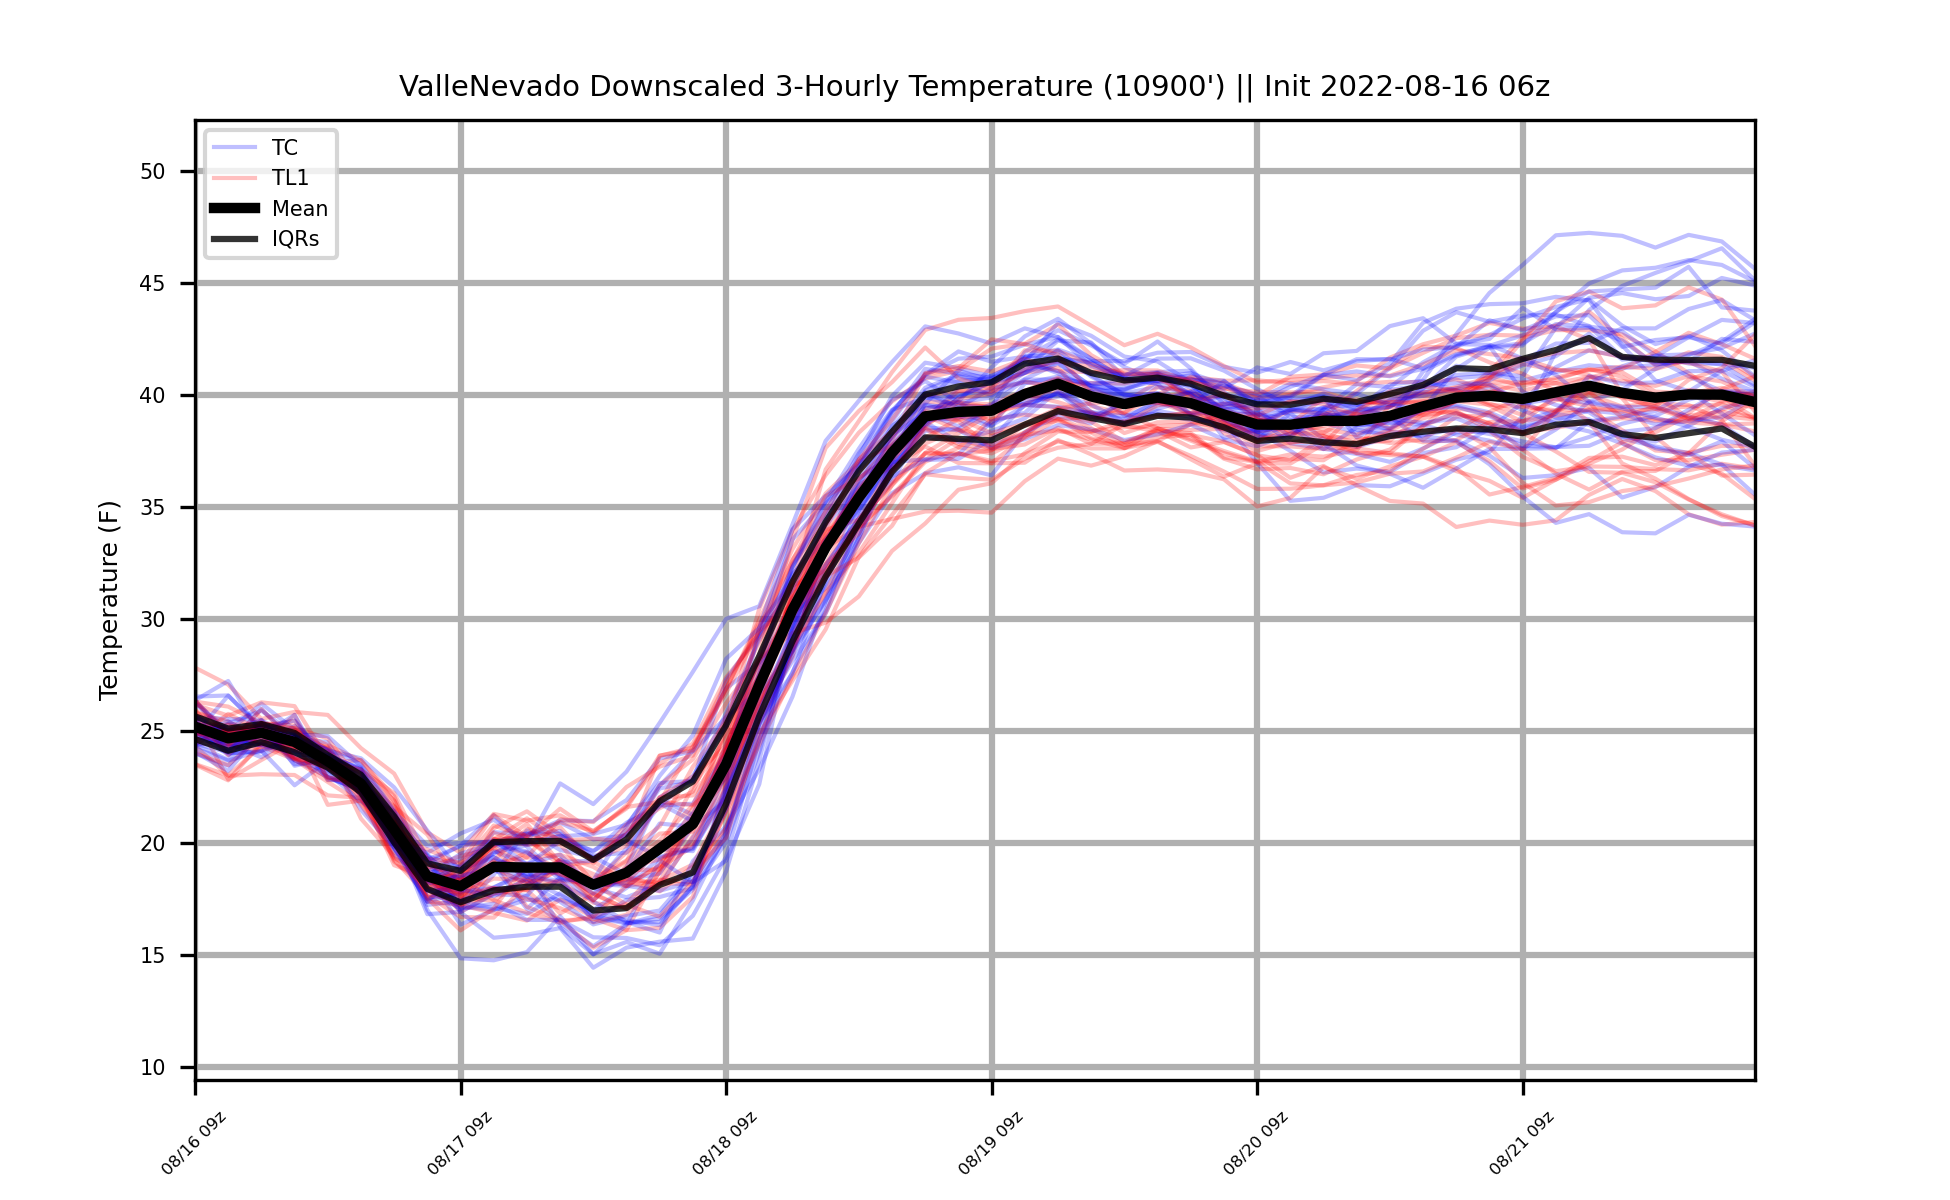 ValleNevado Downscaled 3-Hourly Temperature (10900') || Init 2022-08-16 06z
TC
TL1
Mean
IQRs
50
45
40
35
30
25
20
15
10
Temperature (F)
08/16 09z
08/17 09z
08/18 09z
08/19 09z
08/20 09z
08/21 09z